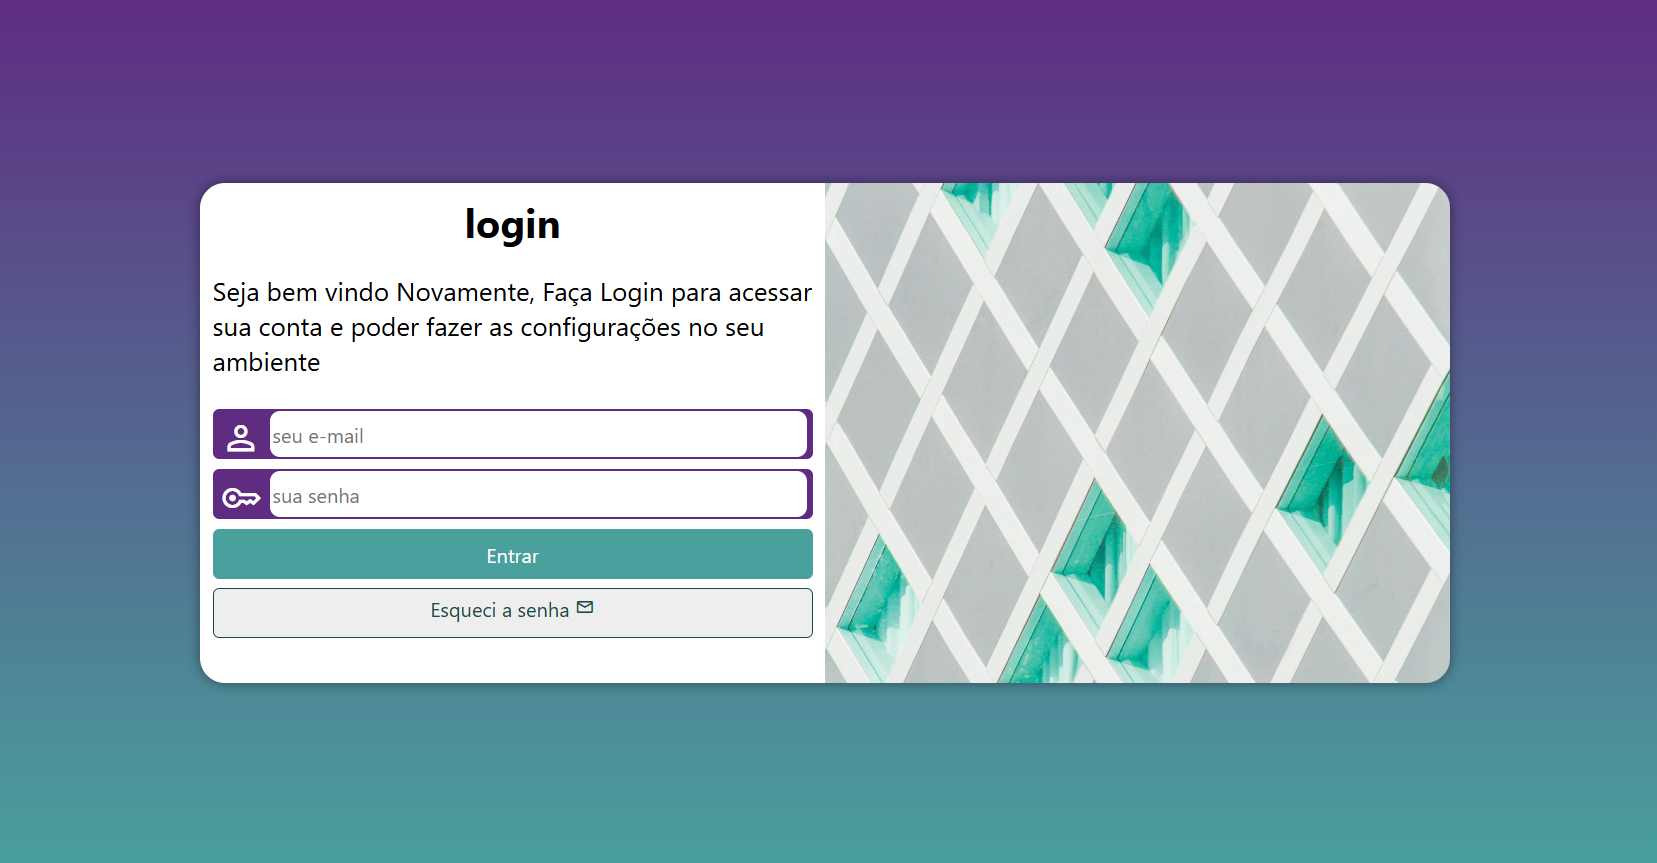 login
Seja bem vindo Novamente, Faça Login para acessar
sua conta e poder fazer as configurações no seu
ambiente
seu e-mail
sua senha
Entrar
Esqueci a senha